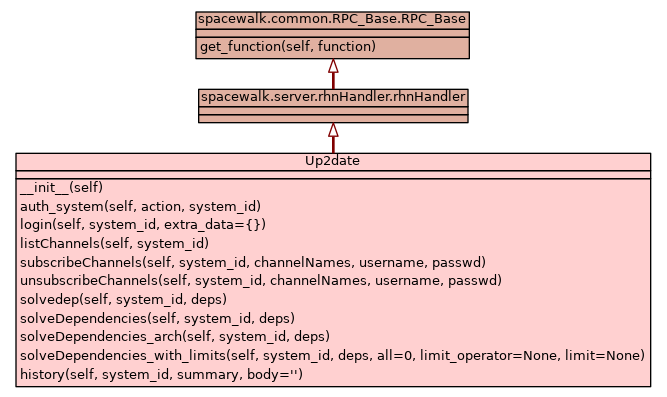 spacewalk.common.RPC_Base.RPC_Base
get_function(self, function)
spacewalk.server.rhnHandler.rhnHandler
Up2date
__init__(self)
auth_system(self, action, system_id)
login(self, system_id, extra_data={})
listChannels(self, system_id)
subscribeChannels(self, system_id, channelNames, username, passwd)
unsubscribeChannels(self, system_id, channelNames, username, passwd)
solvedep(self, system_id, deps)
solveDependencies(self, system_id, deps)
solveDependencies_arch(self, system_id, deps)
solveDependencies_with_limits(self, system_id, deps, all=0, limit_operator=None, limit=None)
history(self, system_id, summary, body='')